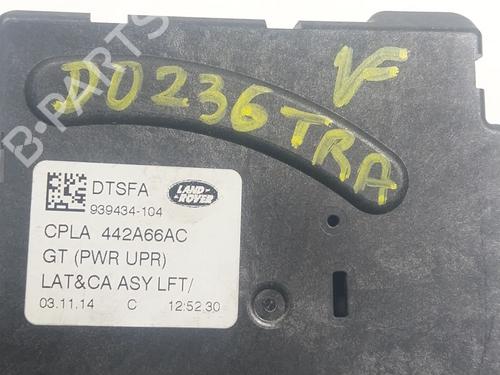 D0236TRA
V
DTSFA
LAND-
ROVER
939434-104
CPLA 442A66AC
GT (PWR UPR)
LAT&CA ASY LFT/
03.11.14 C 12:52.30
B-PARTS